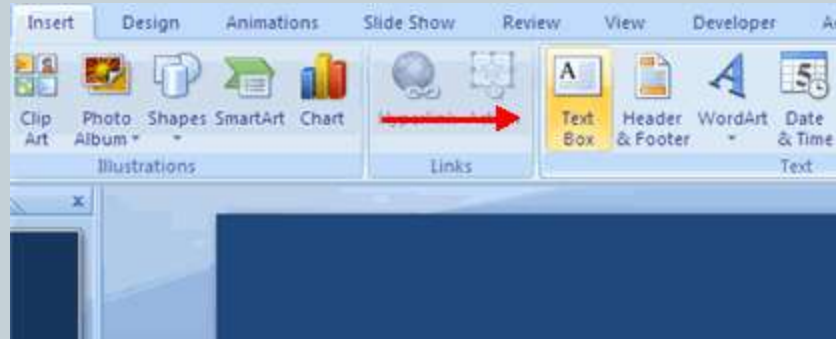 Insert Design Animations Slide Show Review View Developer
Clip Art
Photo Album
Shapes
SmartArt
Chart
Text Box
A
Header & Footer
WordArt
Date & Time
5
Illustrations Links Text